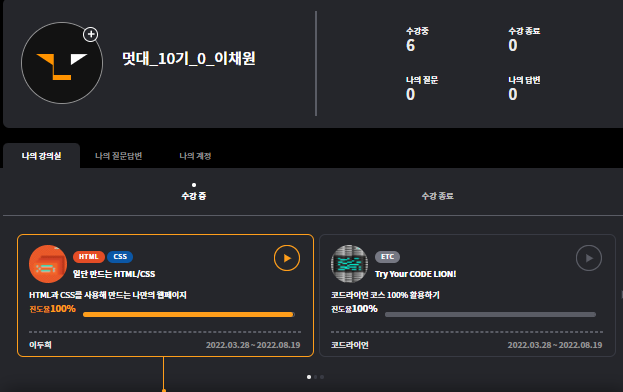 멋대_10기_0_이채원
수강중
6
수강 종료
0
나의 질문
0
나의 답변
0
나의 강의실
나의 질문답변
나의 계정
수강 중
수강 종료
HTML CSS
일단 만드는 HTML/CSS
HTML과 CSS를 사용해 만드는 나만의 웹페이지
진도율100%
이두희
2022.03.28 ~ 2022.08.19
ETC
Try Your CODE LION!
코드라이언 코스 100% 활용하기
진도율100%
코드라이언
2022.03.28 ~ 2022.08.19